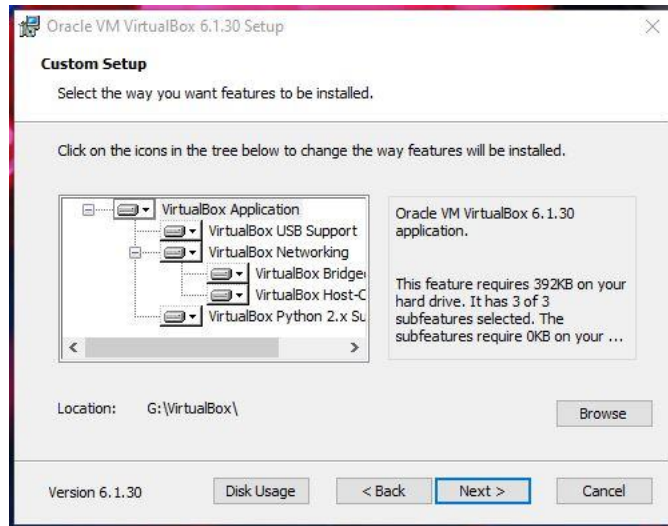 Oracle VM VirtualBox 6.1.30 Setup
Custom Setup
Select the way you want features to be installed.
Click on the icons in the tree below to change the way features will be installed.
VirtualBox Application
VirtualBox USB Support
VirtualBox Networking
VirtualBox Bridge
VirtualBox Host-C
VirtualBox Python 2.x Su
Oracle VM VirtualBox 6.1.30
application.
This feature requires 392KB on your
hard drive. It has 3 of 3
subfeatures selected. The
subfeatures require 0KB on your ...
Location: G:\VirtualBox\
Browse
Version 6.1.30 Disk Usage < Back Next > Cancel